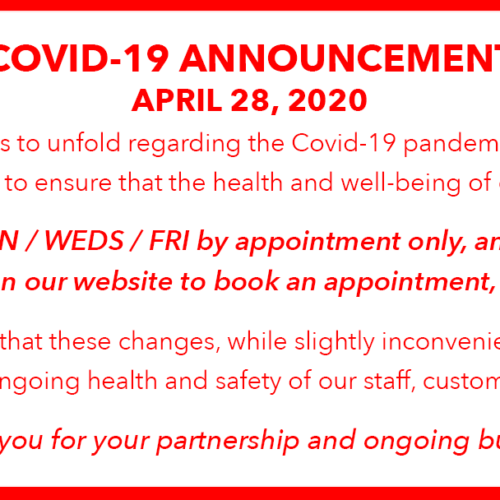 COVID-19 ANNOUNCEMENT
APRIL 28, 2020
s to unfold regarding the Covid-19 pandem
to ensure that the health and well-being of
N / WEDS / FRI by appointment only, an
n our website to book an appointment,
that these changes, while slightly inconvenie
ngoing health and safety of our staff, custom
you for your partnership and ongoing bu